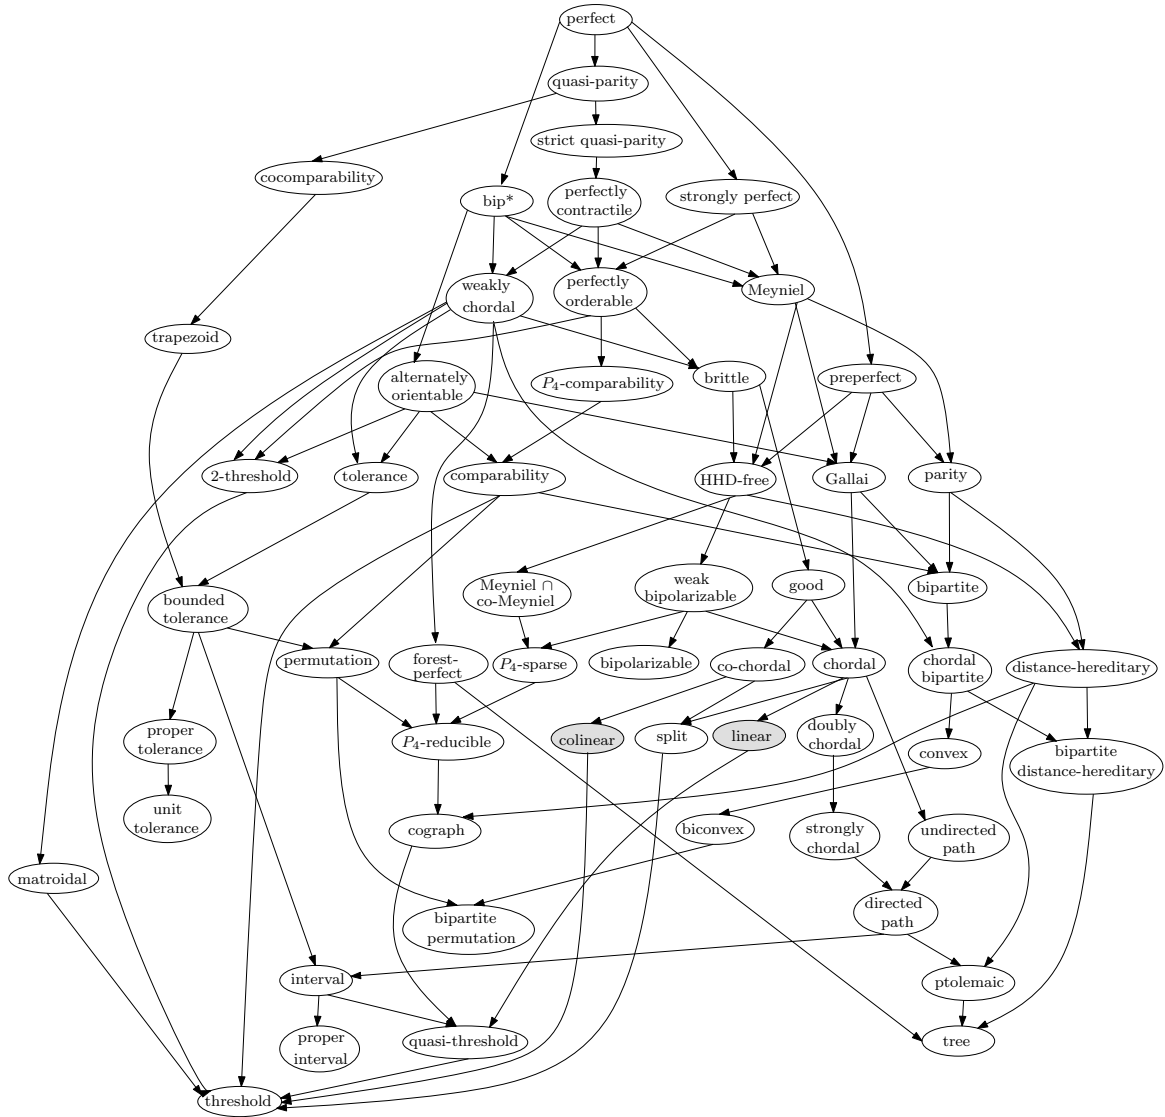 perfect
quasi-parity
strict quasi-parity
cocomparability
perfectly
contractile
strongly perfect
bip*
weakly
chordal
perfectly
orderable
Meyniel
trapezoid
alternately
orientable
P₄-comparability
brittle
preperfect
2-threshold
tolerance
comparability
HHD-free
Gallai
parity
bounded
tolerance
Meyniel ∩
co-Meyniel
weak
bipolarizable
good
bipartite
permutation
forest-
perfect
P₄-sparse
bipolarizable
co-chordal
chordal
chordal
bipartite
distance-hereditary
proper
tolerance
P₄-reducible
colinear
split
linear
doubly
chordal
convex
bipartite
distance-hereditary
unit
tolerance
cograph
biconvex
strongly
chordal
undirected
path
matroidal
bipartite
permutation
directed
path
interval
ptolemaic
proper
interval
quasi-threshold
tree
threshold